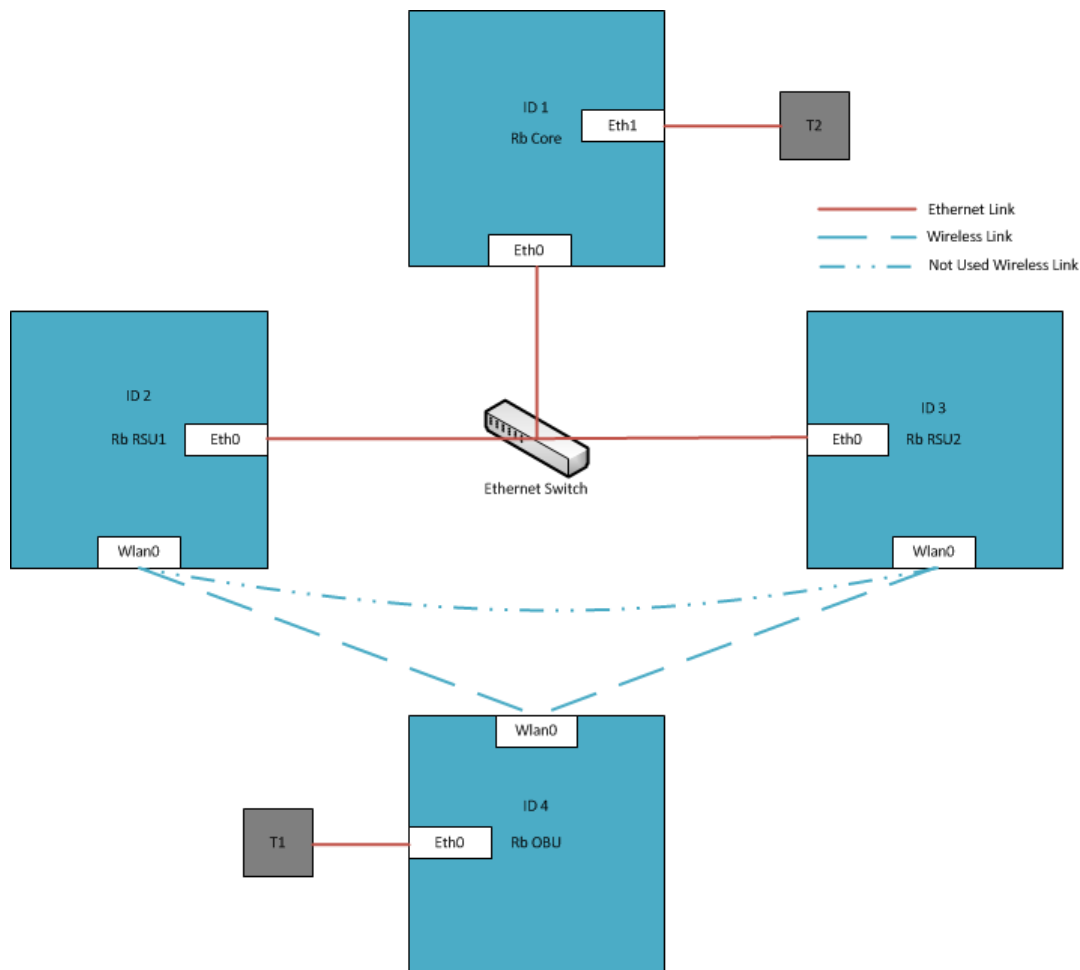 ID 1
Rb Core
Eth1
T2
Eth0
Ethernet Link
Wireless Link
Not Used Wireless Link
ID 2
Rb RSU1
Eth0
Wlan0
Ethernet Switch
ID 3
Eth0
Rb RSU2
Wlan0
Wlan0
ID 4
T1
Eth0
Rb OBU